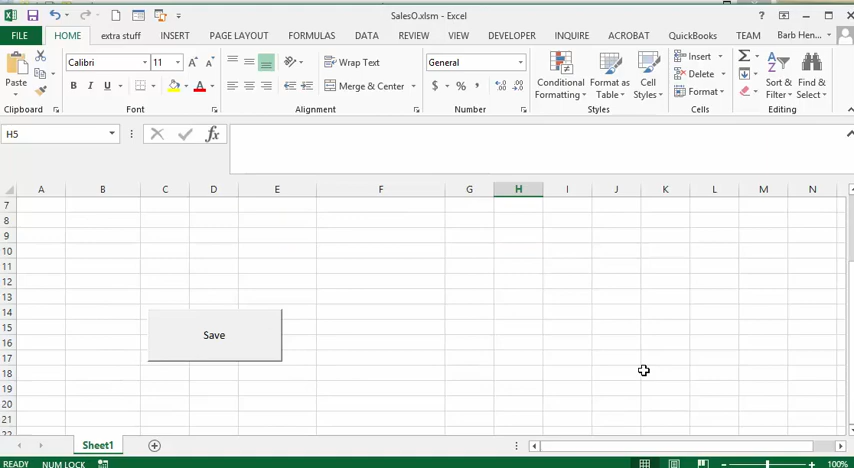 SalesO.xlsm - Excel
FILE HOME extra stuff INSERT PAGE LAYOUT FORMULAS DATA REVIEW VIEW DEVELOPER INQUIRE ACROBAT QuickBooks TEAM Barb Hen...
Paste Calibri 11 Wrap Text General Conditional Formatting Format as Table Cell Styles Insert Sort & Filter Find & Select
B I U Merge & Center $ % Delete
Format
Clipboard Font Alignment Number Styles Cells Editing
H5 fx
A B C D E F G H I J K L M N
7
8
9
10
11
12
13
14
15
Save
16
17
18
19
20
21
22
Sheet1
READY NUM LOCK 100%